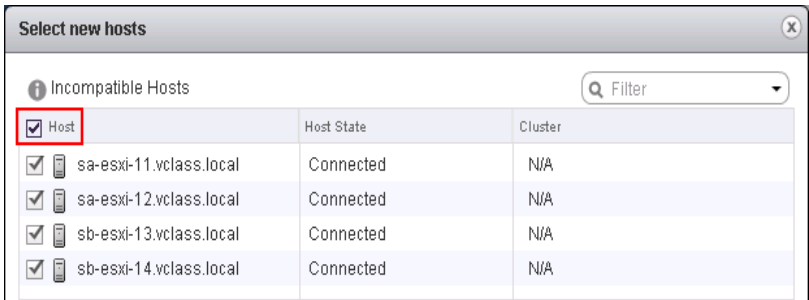 Select new hosts
Incompatible Hosts
Filter
Host Host State Cluster
sa-esxi-11.vclass.local Connected N/A
sa-esxi-12.vclass.local Connected N/A
sb-esxi-13.vclass.local Connected N/A
sb-esxi-14.vclass.local Connected N/A